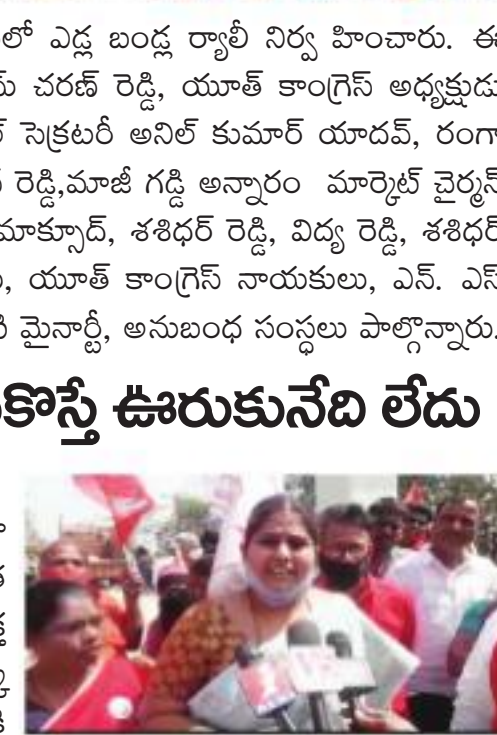 లో ఎడ్ల బండ్ల ర్యాలీ నిర్వ హించారు. ఈ
చరణ్ రెడ్డి, యూత్ కాంగ్రెస్ అధ్యక్షుడు
సెక్రటరీ అనిల్ కుమార్ యాదవ్, రంగా
రెడ్డి,మాజీ గడ్డి అన్నారం మార్కెట్ చైర్మన్
మాక్సూద్, శశిధర్ రెడ్డి, విద్య రెడ్డి, శశిధర్
, యూత్ కాంగ్రెస్ నాయకులు, ఎన్. ఎస్
మైనార్టీ, అనుబంధ సంస్థలు పాల్గొన్నారు.
కొస్తే ఊరుకునేది లేదు